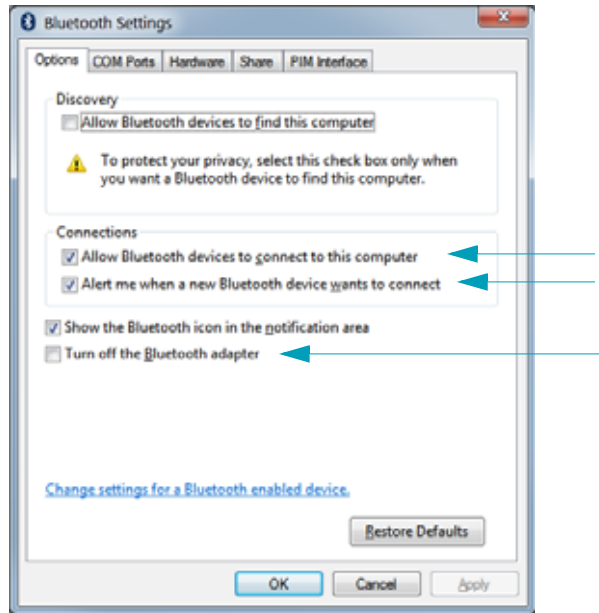 Bluetooth Settings
Options COM Ports Hardware Share PIM Interface
Discovery
Allow Bluetooth devices to find this computer
To protect your privacy, select this check box only when
you want a Bluetooth device to find this computer.
Connections
Allow Bluetooth devices to connect to this computer
Alert me when a new Bluetooth device wants to connect
Show the Bluetooth icon in the notification area
Turn off the Bluetooth adapter
Change settings for a Bluetooth enabled device.
Restore Defaults
OK Cancel Apply